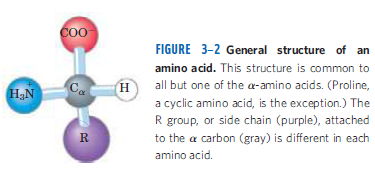 COO⁻
H₃N⁺
Cα
H
R
FIGURE 3–2 General structure of an
amino acid. This structure is common to
all but one of the α-amino acids. (Proline,
a cyclic amino acid, is the exception.) The
R group, or side chain (purple), attached
to the α carbon (gray) is different in each
amino acid.